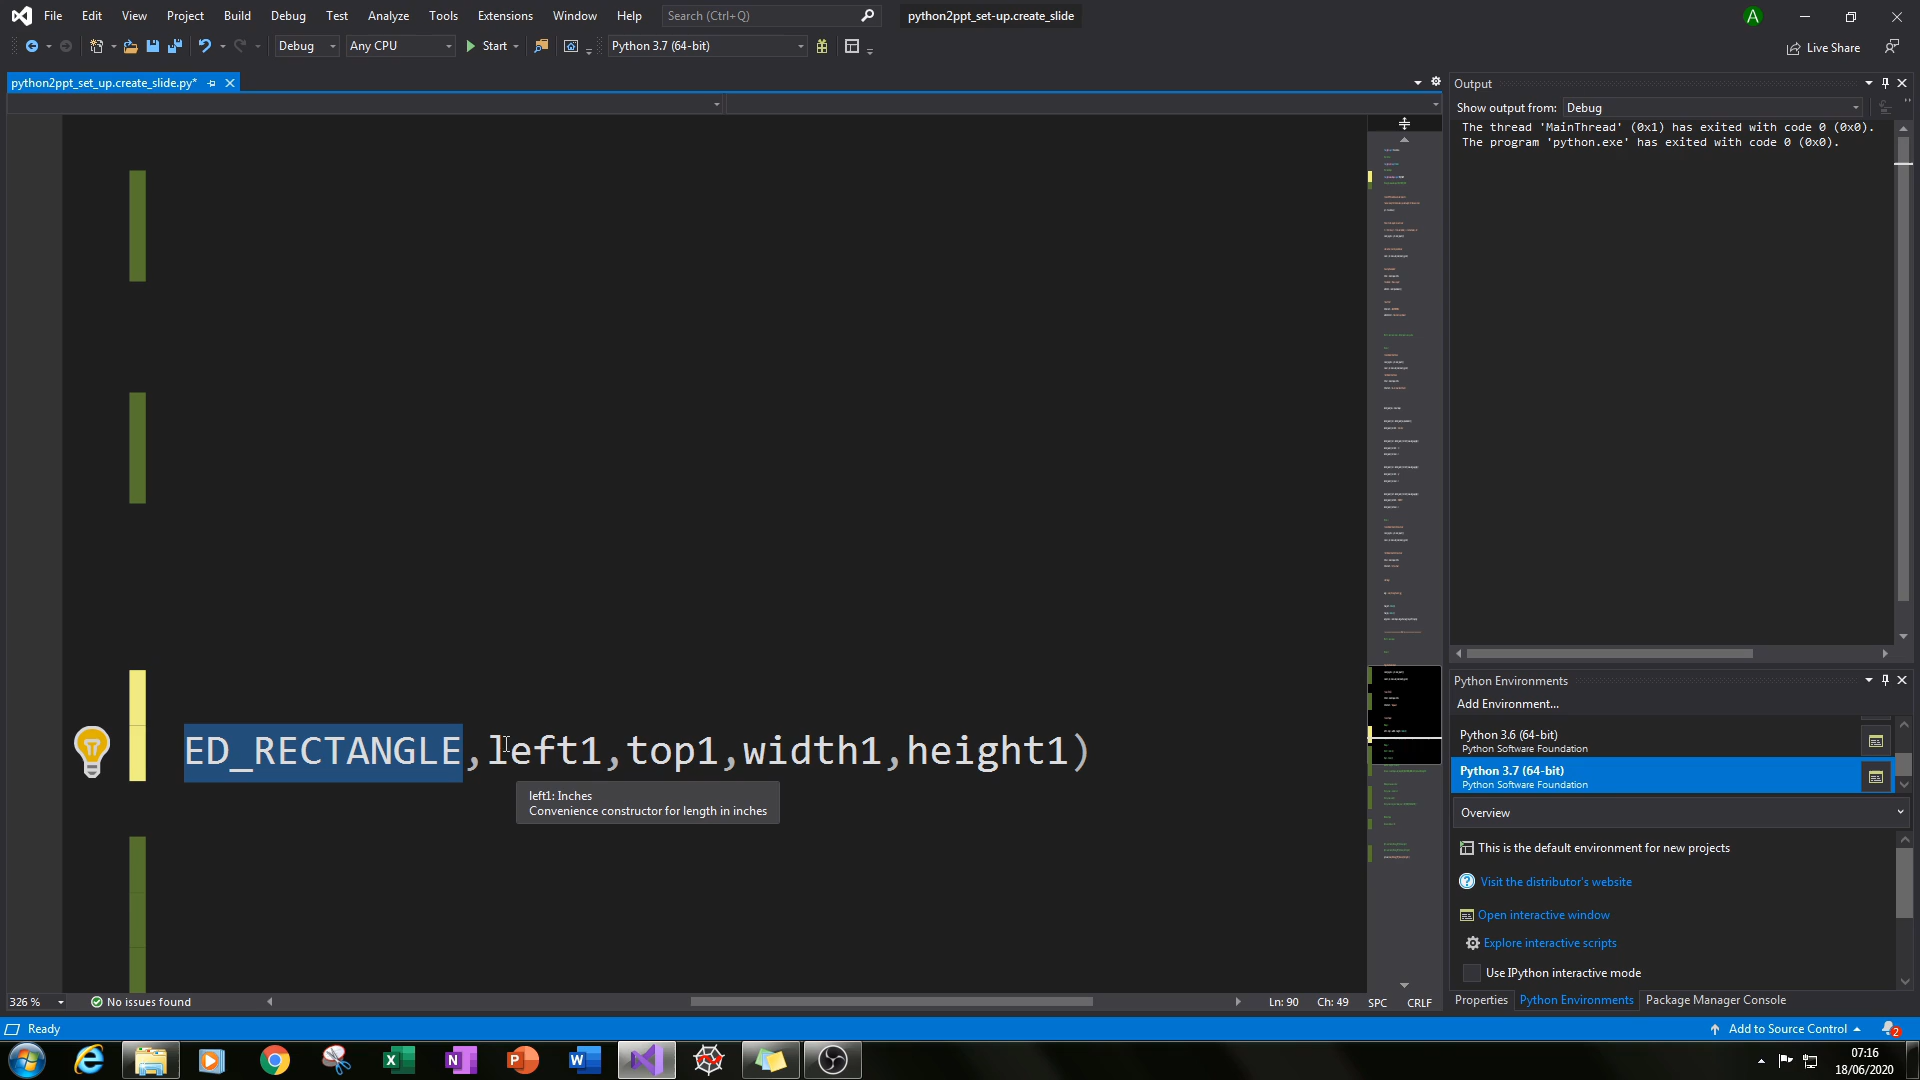 File Edit View Project Build Debug Test Analyze Tools Extensions Window Help Search (Ctrl+Q) python2ppt_set-up.create_slide A
Debug Any CPU Start Python 3.7 (64-bit) Live Share
python2ppt_set_up.create_slide.py*
Output
Show output from: Debug
The thread 'MainThread' (0x1) has exited with code 0 (0x0).
The program 'python.exe' has exited with code 0 (0x0).
ED_RECTANGLE,left1,top1,width1,height1)
left1: Inches
Convenience constructor for length in inches
Python Environments
Add Environment...
Python 3.6 (64-bit)
Python Software Foundation
Python 3.7 (64-bit)
Python Software Foundation
Overview
This is the default environment for new projects
Visit the distributor's website
Open interactive window
Explore interactive scripts
Use IPython interactive mode
326 % No issues found Ln: 90 Ch: 49 SPC CRLF
Properties Python Environments Package Manager Console
Ready Add to Source Control 2
07:16
18/06/2020